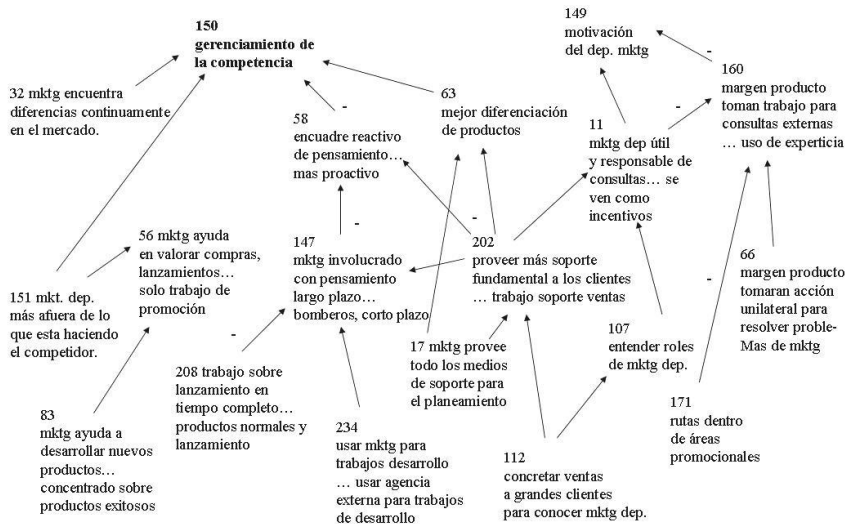 150
gerenciamiento de
la competencia
149
motivación
del dep. mktg
-
160
margen producto
toman trabajo para
consultas externas
… uso de experticia
32 mktg encuentra
diferencias continuamente
en el mercado.
-
58
encuadre reactivo
de pensamiento…
mas proactivo
63
mejor diferenciación
de productos
-
11
mktg dep útil
y responsable de
consultas… se
ven como
incentivos
56 mktg ayuda
en valorar compras,
lanzamientos…
solo trabajo de
promoción
-
147
mktg involucrado
con pensamiento
largo plazo…
bomberos, corto plazo
-
202
proveer más soporte
fundamental a los clientes
… trabajo soporte ventas
66
margen producto
tomaran acción
unilateral para
resolver proble-
Mas de mktg
151 mkt. dep.
más afuera de lo
que esta haciendo
el competidor.
-
-
208 trabajo sobre
lanzamiento en
tiempo completo…
productos normales y
lanzamiento
17 mktg provee
todo los medios
de soporte para
el planeamiento
107
entender roles
de mktg dep.
83
mktg ayuda a
desarrollar nuevos
productos…
concentrado sobre
productos exitosos
234
usar mktg para
trabajos desarrollo
… usar agencia
externa para trabajos
de desarrollo
112
concretar ventas
a grandes clientes
para conocer mktg dep.
171
rutas dentro
de áreas
promocionales